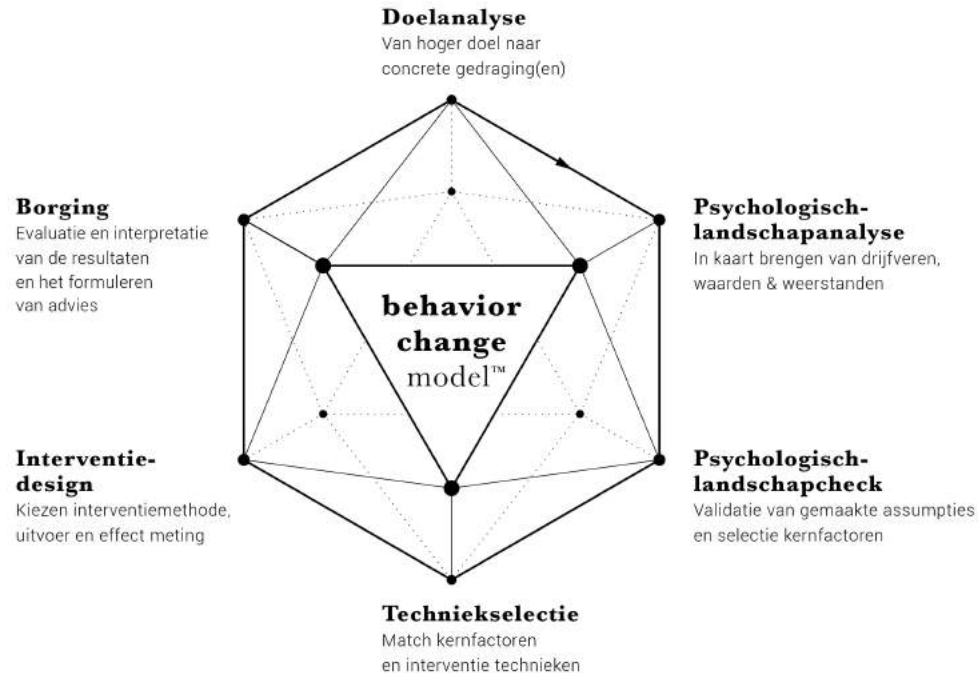 Doelanalyse
Van hoger doel naar
concrete gedraging(en)
Psychologisch-
landschapanalyse
In kaart brengen van drijfveren,
waarden & weerstanden
Psychologisch-
landschapcheck
Validatie van gemaakte assumpties
en selectie kernfactoren
Techniekselectie
Match kernfactoren
en interventie technieken
Interventie-
design
Kiezen interventiemethode,
uitvoer en effect meting
Borging
Evaluatie en interpretatie
van de resultaten
en het formuleren
van advies
behavior
change
model™